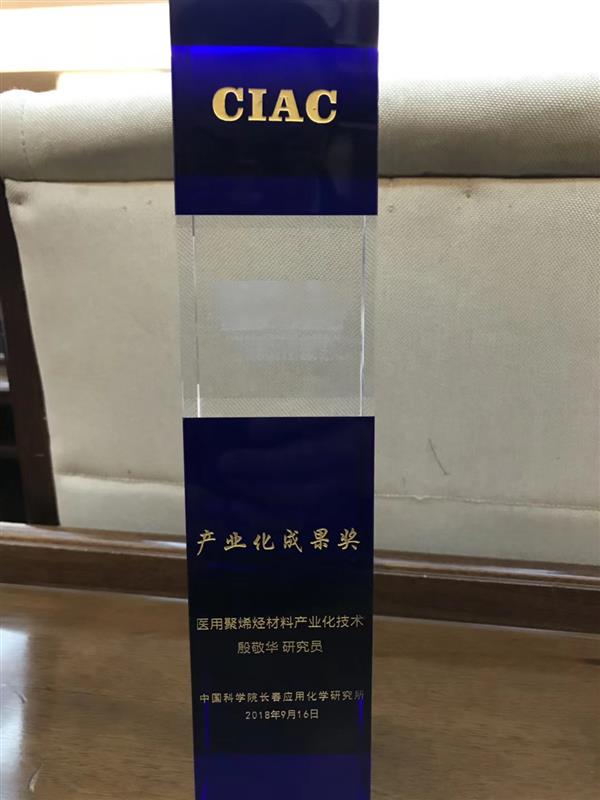 CIAC
产业化成果奖
医用聚烯烃材料产业化技术
殷敬华 研究员
中国科学院长春应用化学研究所
2018年9月16日